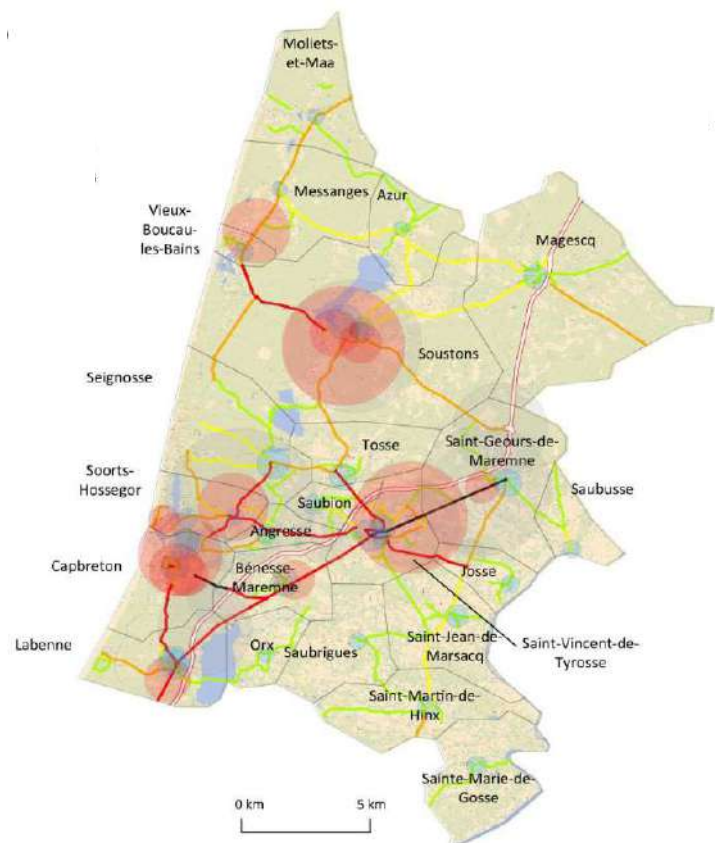 Moliets-
et-Maa
Messanges
Azur
Vieux-
Boucau-
les-Bains
Magescq
Soustons
Seignosse
Tosse
Saint-Geours-de-
Maremne
Soorts-
Hossegor
Saubion
Saubusse
Angresse
Capbreton
Bénesse-
Maremne
Josse
Labenne
Orx
Saubrigues
Saint-Jean-de-
Marsacq
Saint-Vincent-de-
Tyrosse
Saint-Martin-de-
Hinx
Sainte-Marie-de-
Gosse
0 km
5 km